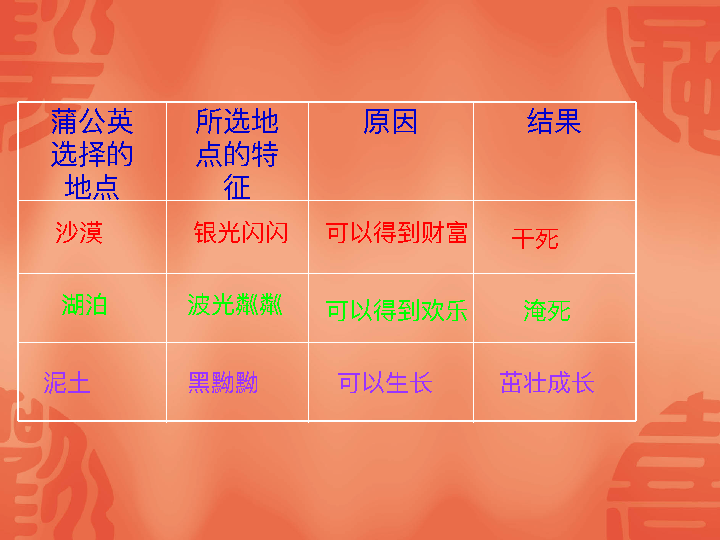 蒲公英
选择的
地点
所选地
点的特
征
原因
结果
沙漠
银光闪闪
可以得到财富
干死
湖泊
波光粼粼
可以得到欢乐
淹死
泥土
黑黝黝
可以生长
茁壮成长